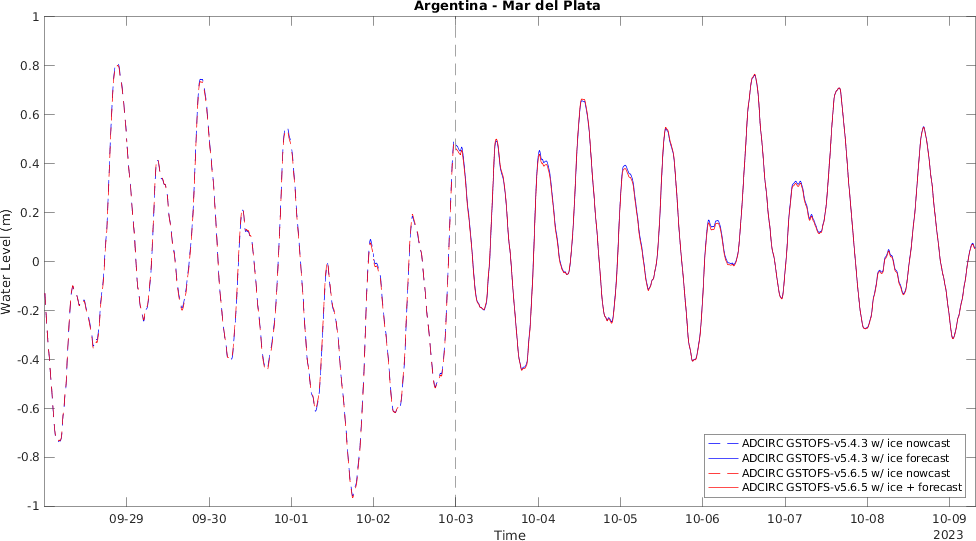 Argentina - Mar del Plata
Water Level (m)
1
0.8
0.6
0.4
0.2
0
-0.2
-0.4
-0.6
-0.8
-1
ADCIRC GSTOFS-v5.4.3 w/ ice nowcast
ADCIRC GSTOFS-v5.4.3 w/ ice forecast
ADCIRC GSTOFS-v5.6.5 w/ ice nowcast
ADCIRC GSTOFS-v5.6.5 w/ ice + forecast
09-29 09-30 10-01 10-02 10-03 10-04 10-05 10-06 10-07 10-08 10-09
Time
2023